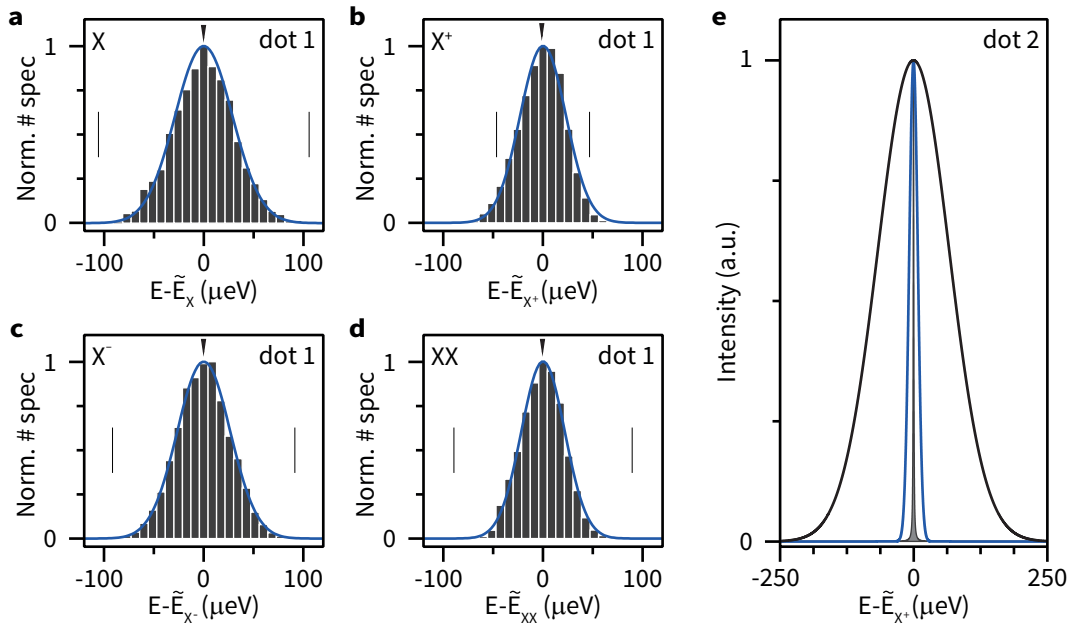 a
X
dot 1
1
0
Norm. # spec
-100
0
100
E-Ẽ_X (μeV)
b
X⁺
dot 1
1
0
Norm. # spec
-100
0
100
E-Ẽ_X⁺ (μeV)
c
X⁻
dot 1
1
0
Norm. # spec
-100
0
100
E-Ẽ_X⁻ (μeV)
d
XX
dot 1
1
0
Norm. # spec
-100
0
100
E-Ẽ_XX (μeV)
e
dot 2
1
0
Intensity (a.u.)
-250
0
250
E-Ẽ_X⁺ (μeV)